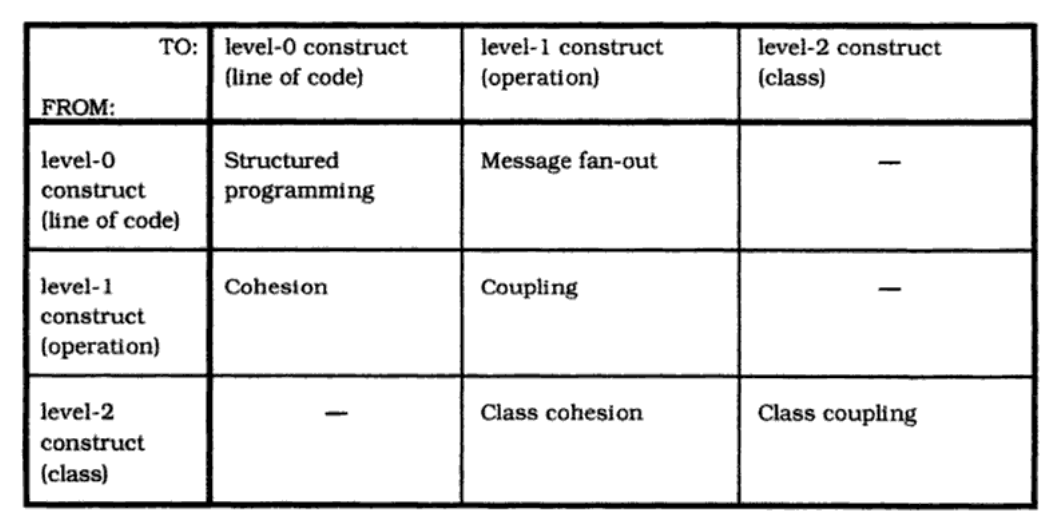 TO:
FROM:
level-0 construct
(line of code)
level-1 construct
(operation)
level-2 construct
(class)
level-0
construct
(line of code)
Structured
programming
Message fan-out
—
level-1
construct
(operation)
Cohesion
Coupling
—
level-2
construct
(class)
—
Class cohesion
Class coupling